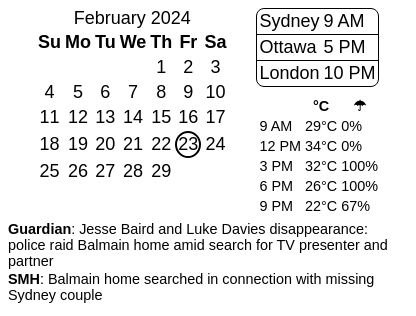 February 2024
Su Mo Tu We Th Fr Sa
1 2 3
4 5 6 7 8 9 10
11 12 13 14 15 16 17
18 19 20 21 22 23 24
25 26 27 28 29
Sydney 9 AM
Ottawa 5 PM
London 10 PM
°C ☂
9 AM 29°C 0%
12 PM 34°C 0%
3 PM 32°C 100%
6 PM 26°C 100%
9 PM 22°C 67%
Guardian: Jesse Baird and Luke Davies disappearance:
police raid Balmain home amid search for TV presenter and
partner
SMH: Balmain home searched in connection with missing
Sydney couple